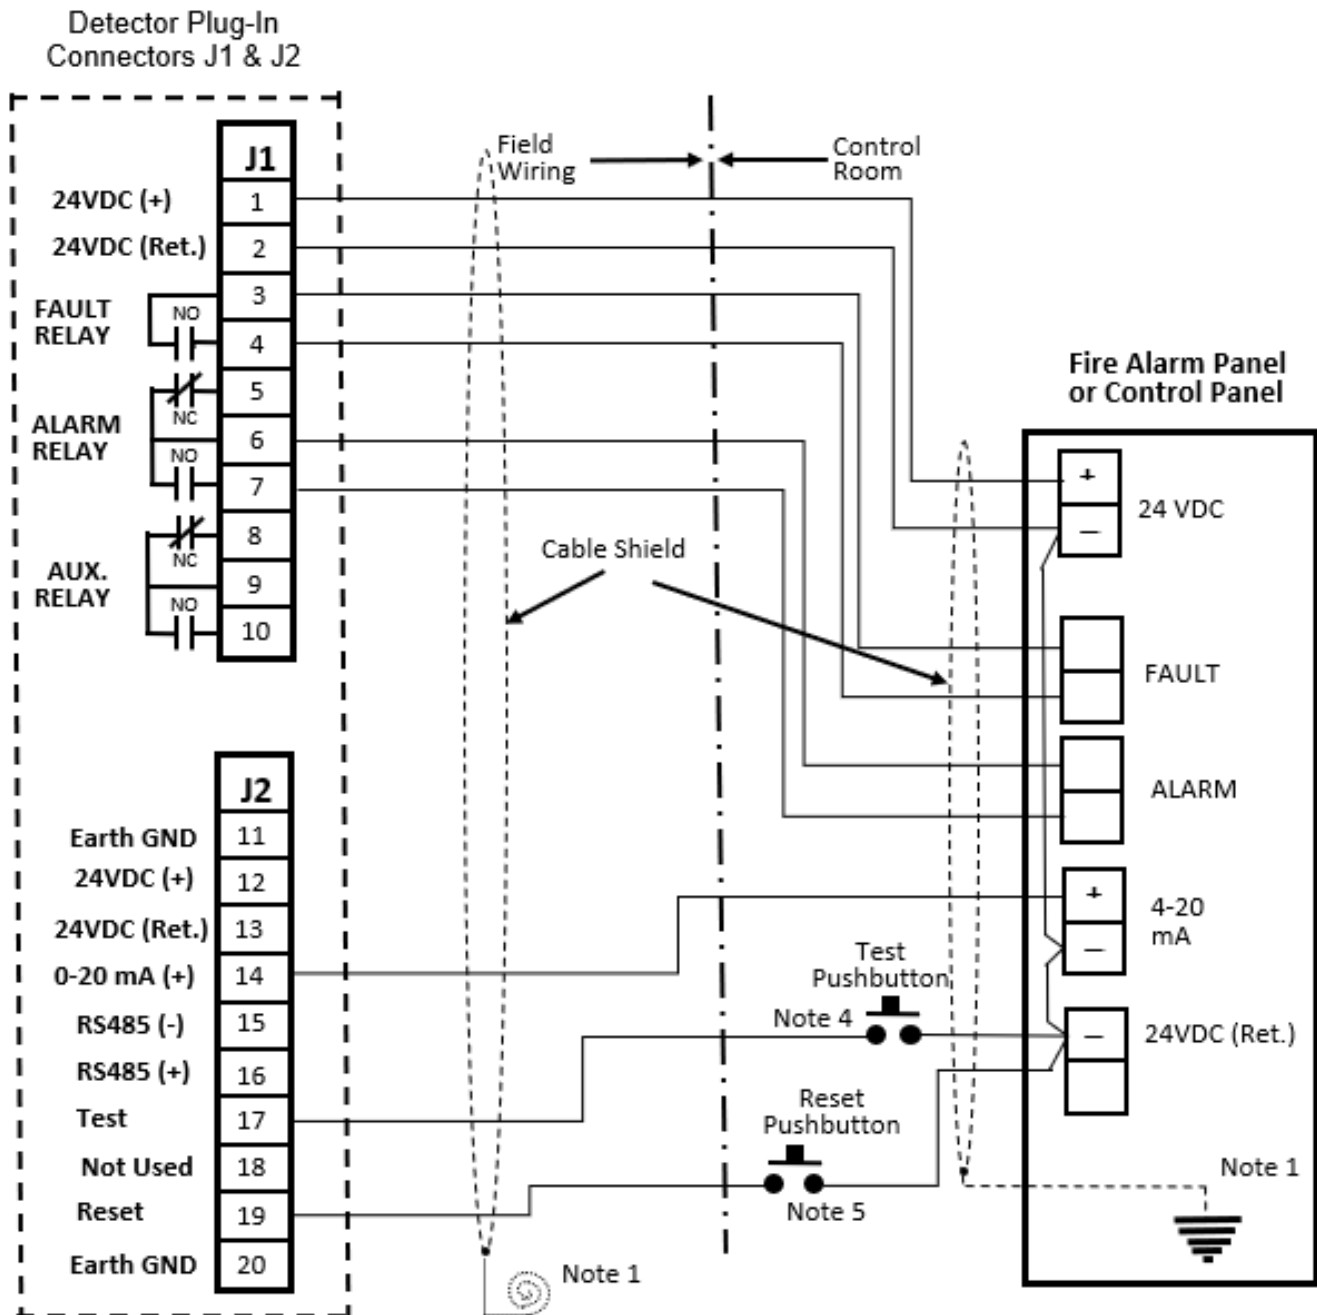 Detector Plug-In
Connectors J1 & J2
J1
24VDC (+)
1
24VDC (Ret.)
2
FAULT
RELAY
NO
3
4
ALARM
RELAY
NC
NO
5
6
7
AUX.
RELAY
NC
NO
8
9
10
J2
Earth GND
11
24VDC (+)
12
24VDC (Ret.)
13
0-20 mA (+)
14
RS485 (-)
15
RS485 (+)
16
Test
17
Not Used
18
Reset
19
Earth GND
20
Field
Wiring
Control
Room
Cable Shield
Test
Pushbutton
Note 4
Reset
Pushbutton
Note 5
Note 1
Fire Alarm Panel
or Control Panel
+
–
24 VDC
FAULT
ALARM
+
–
4-20
mA
–
24VDC (Ret.)
Note 1